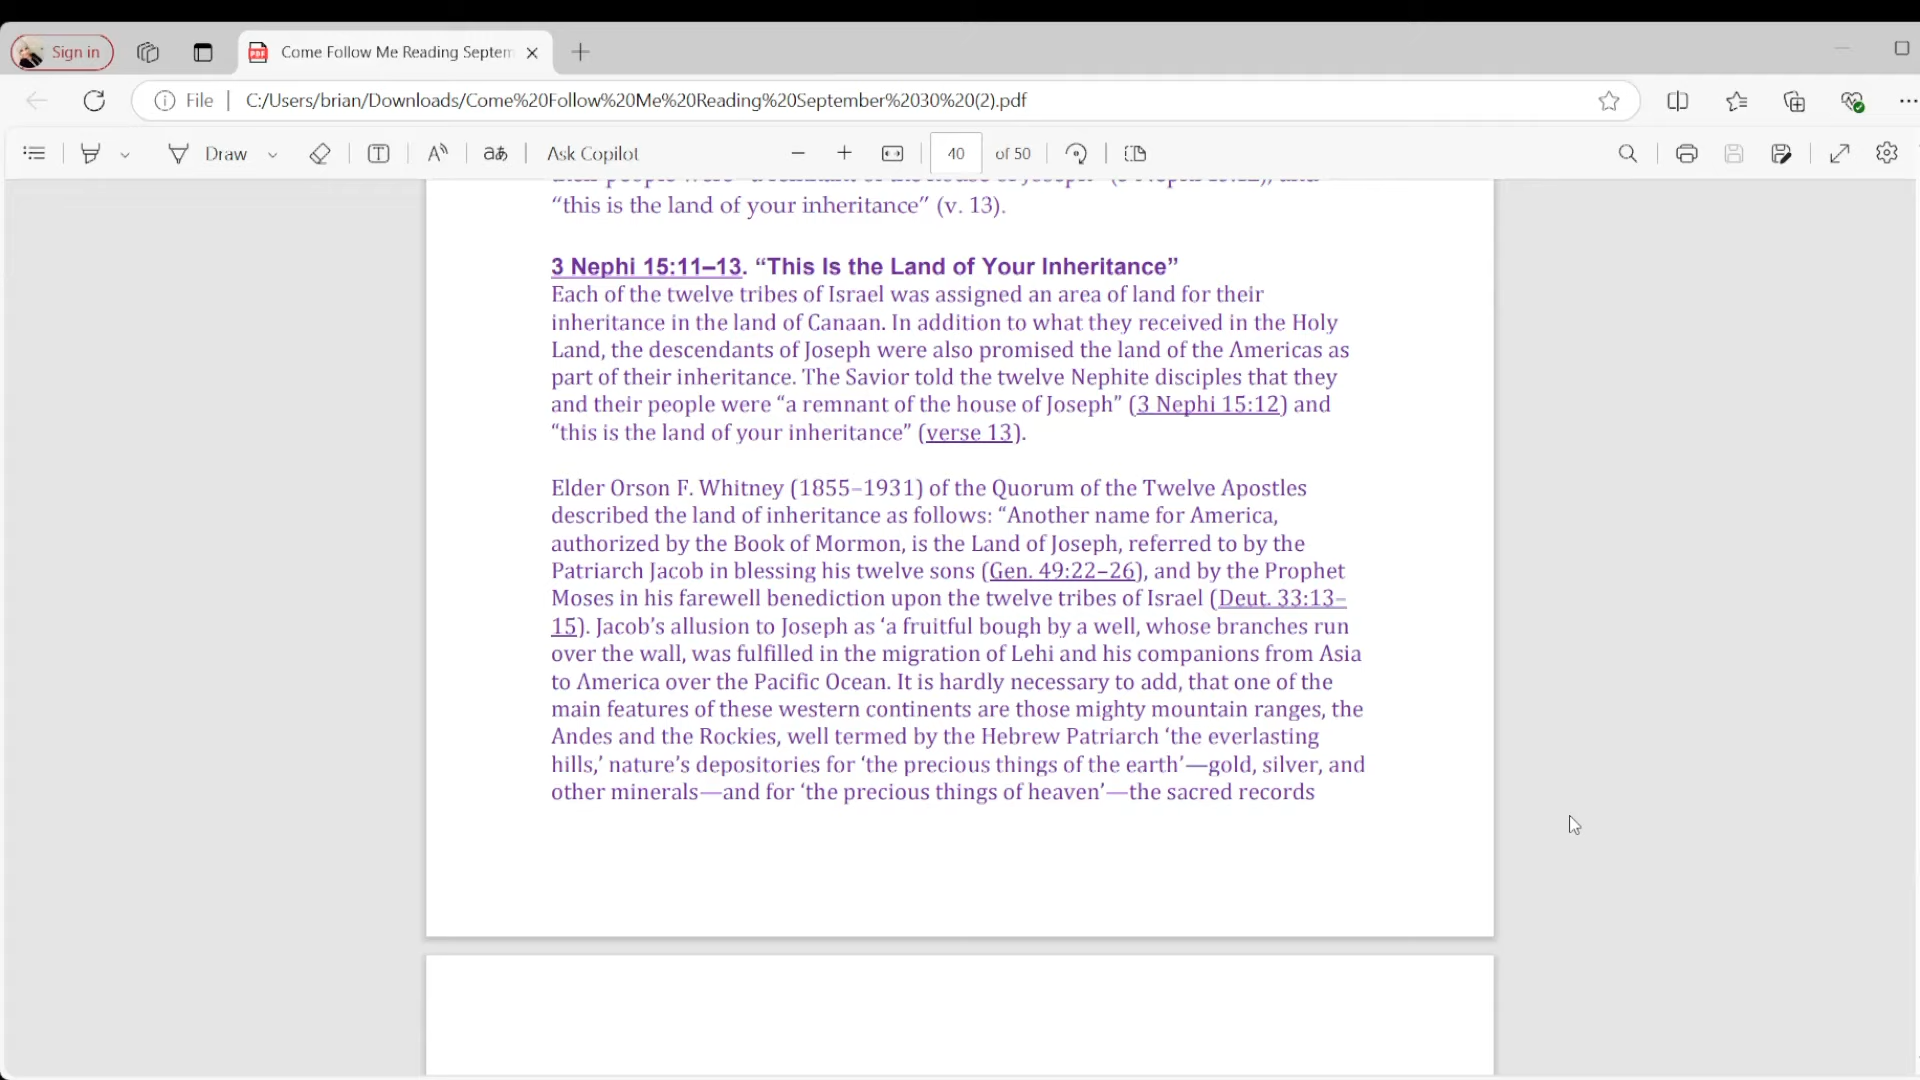 Sign in
Come Follow Me Reading Septem
File
C:/Users/brian/Downloads/Come%20Follow%20Me%20Reading%20September%2030%20(2).pdf
Draw
Ask Copilot
40 of 50
“this is the land of your inheritance” (v. 13).
3 Nephi 15:11–13. “This Is the Land of Your Inheritance”
Each of the twelve tribes of Israel was assigned an area of land for their
inheritance in the land of Canaan. In addition to what they received in the Holy
Land, the descendants of Joseph were also promised the land of the Americas as
part of their inheritance. The Savior told the twelve Nephite disciples that they
and their people were “a remnant of the house of Joseph” (3 Nephi 15:12) and
“this is the land of your inheritance” (verse 13).
Elder Orson F. Whitney (1855–1931) of the Quorum of the Twelve Apostles
described the land of inheritance as follows: “Another name for America,
authorized by the Book of Mormon, is the Land of Joseph, referred to by the
Patriarch Jacob in blessing his twelve sons (Gen. 49:22–26), and by the Prophet
Moses in his farewell benediction upon the twelve tribes of Israel (Deut. 33:13–
15). Jacob’s allusion to Joseph as ‘a fruitful bough by a well, whose branches run
over the wall, was fulfilled in the migration of Lehi and his companions from Asia
to America over the Pacific Ocean. It is hardly necessary to add, that one of the
main features of these western continents are those mighty mountain ranges, the
Andes and the Rockies, well termed by the Hebrew Patriarch ‘the everlasting
hills,’ nature’s depositories for ‘the precious things of the earth’—gold, silver, and
other minerals—and for ‘the precious things of heaven’—the sacred records